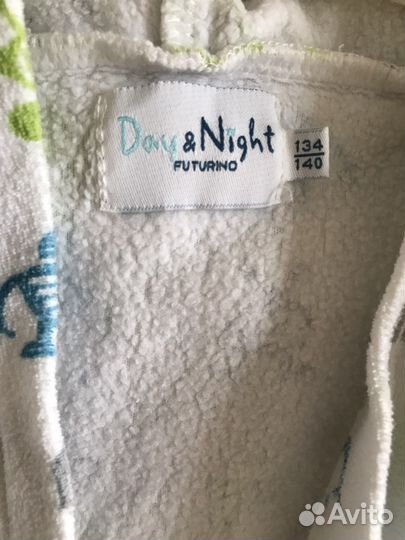 Day & Night
FUTURINO
134
140
Avito